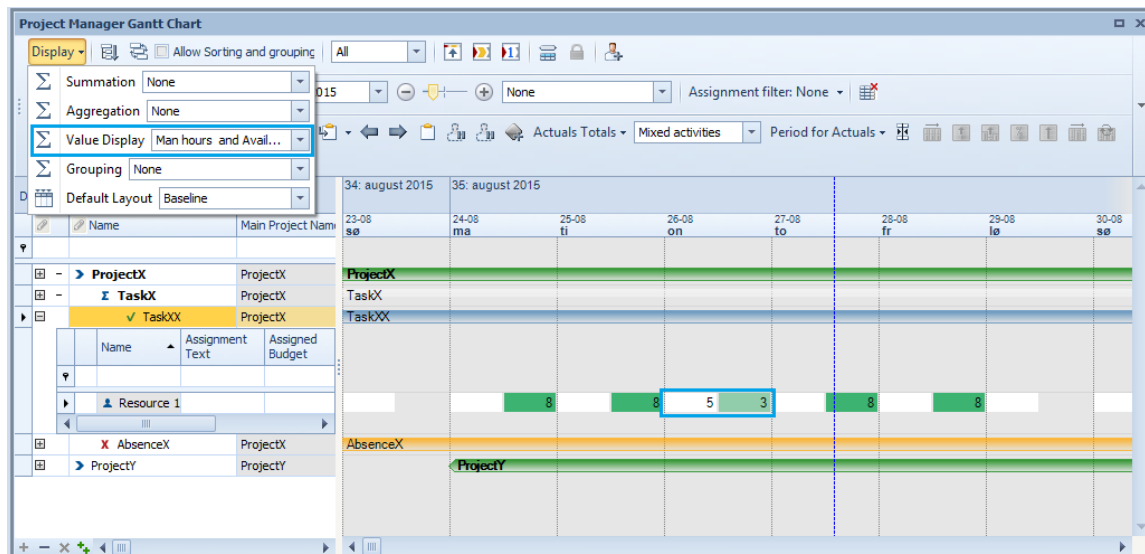 Project Manager Gantt Chart
Display Allow Sorting and grouping All
Summation None
015 None Assignment filter: None
Aggregation None
Value Display Man hours and Avail...
Actuals Totals Mixed activities Period for Actuals
Grouping None
Default Layout Baseline
D
34: august 2015 35: august 2015
Name Main Project Nam
23-08 24-08 25-08 26-08 27-08 28-08 29-08 30-08
sø ma ti on to fr lø sø
ProjectX ProjectX ProjectX
Σ TaskX ProjectX TaskX
TaskXX ProjectX TaskXX
Name Assignment Text Assigned Budget
Resource 1 8 8 5 3 8 8
AbsenceX ProjectX AbsenceX
ProjectY ProjectY ProjectY